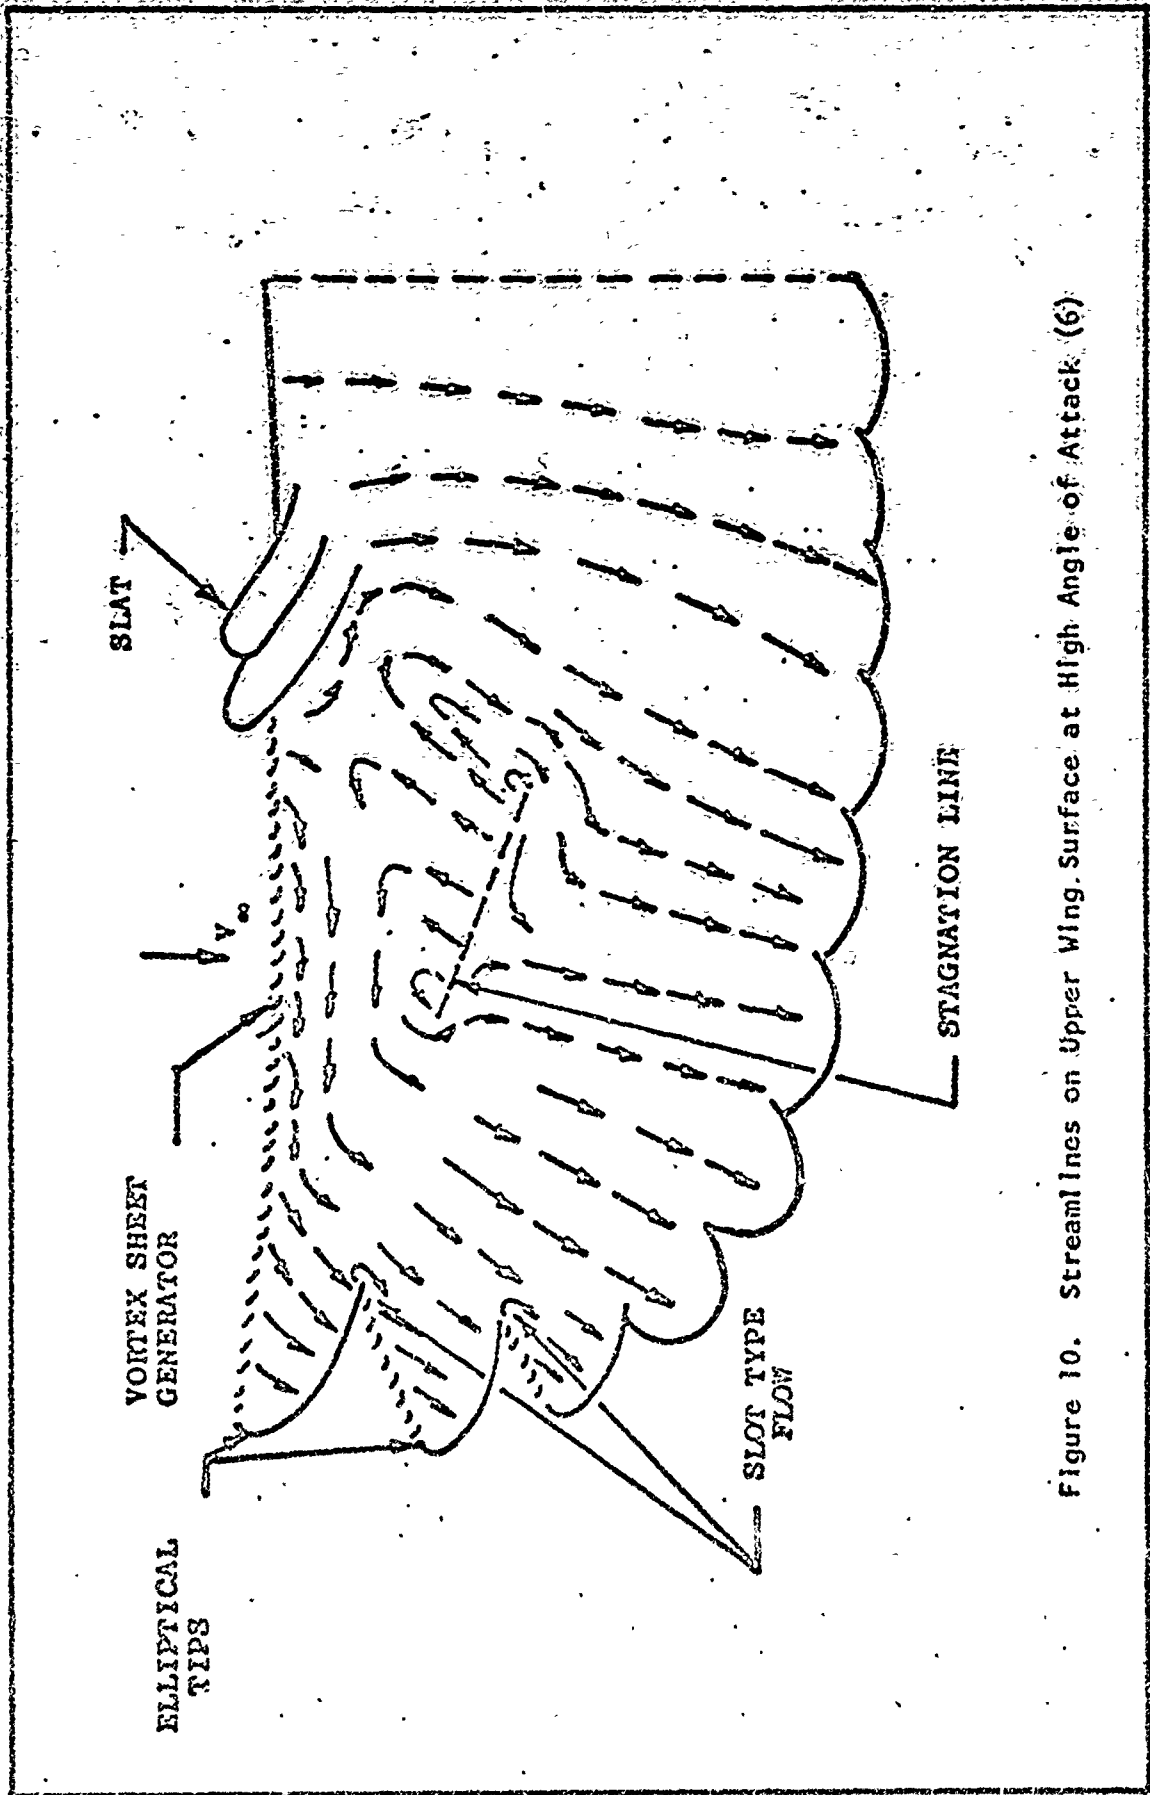 ELLIPTICAL
TIPS
VORTEX SHEET
GENERATOR
V∞
SLAT
SLOT TYPE
FLOW
STAGNATION LINE
Figure 10. Streamlines on Upper Wing Surface at High Angle of Attack (6)